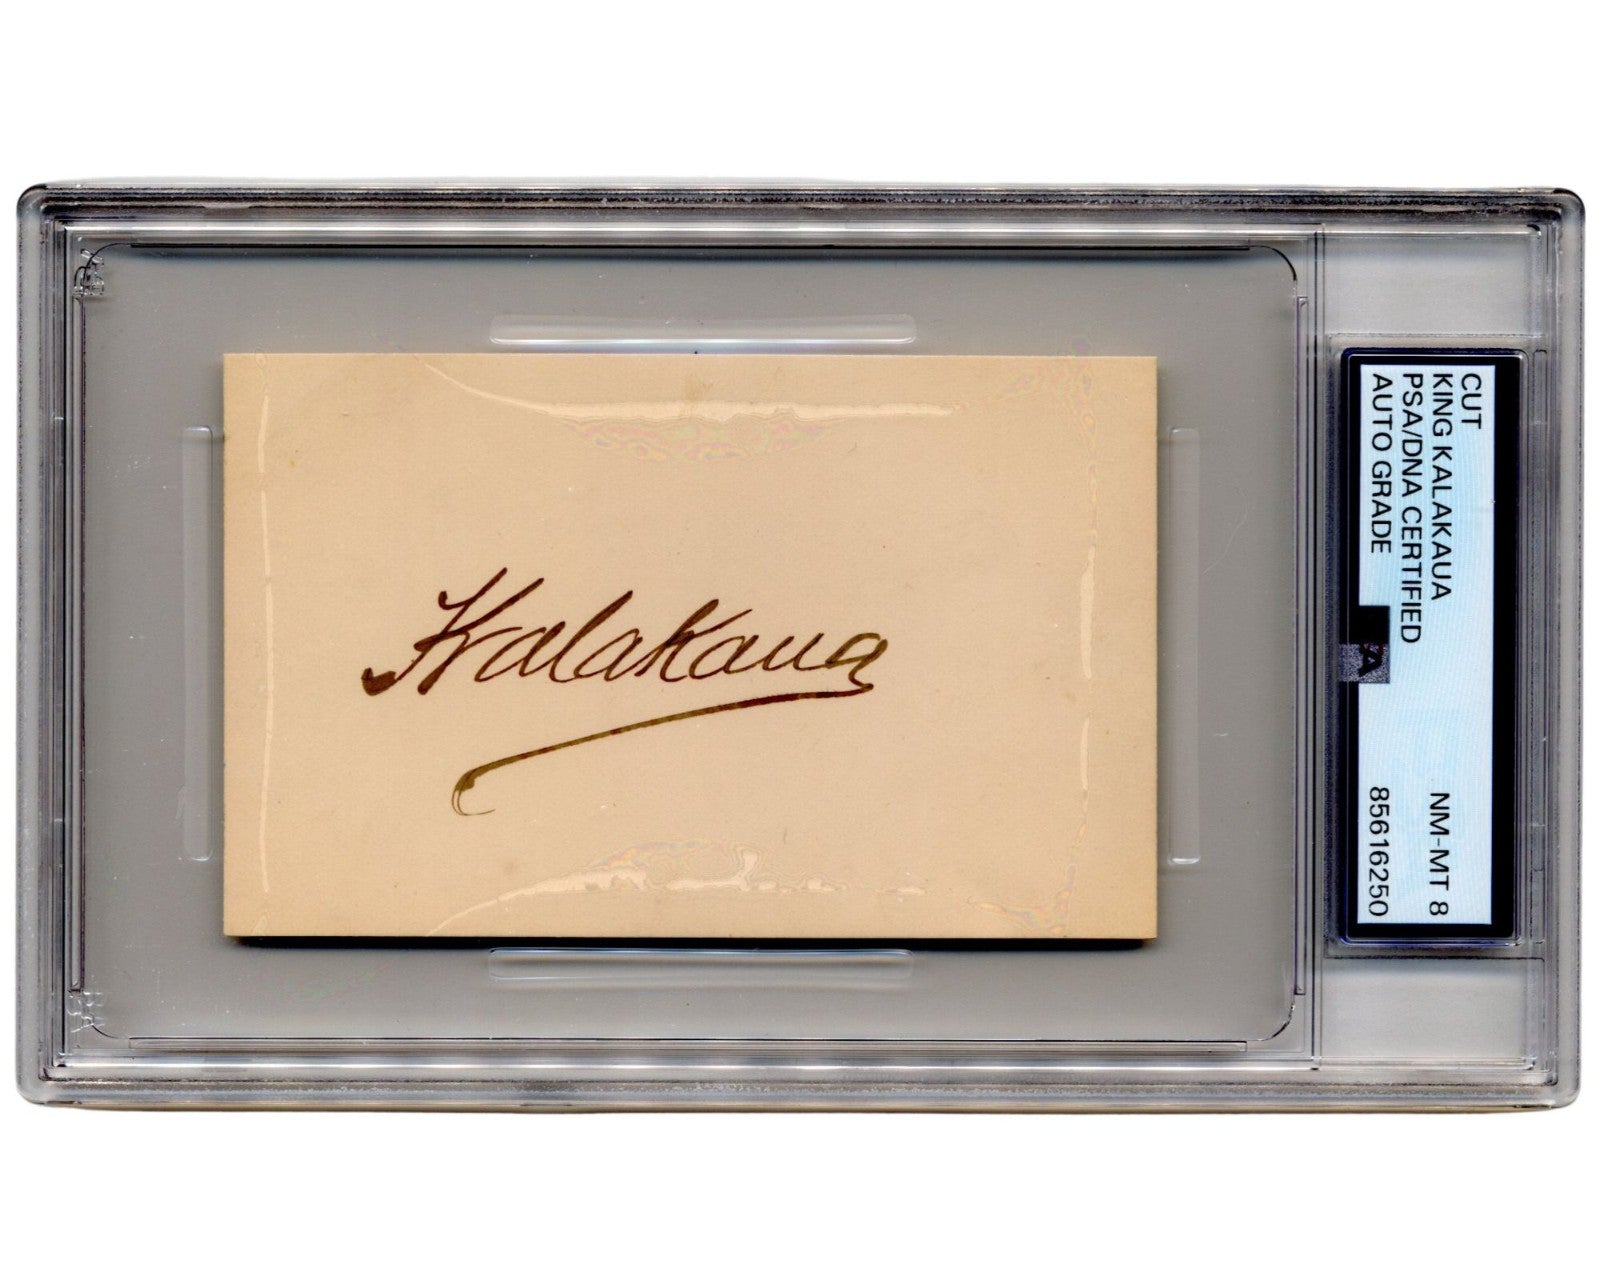 Kalakaua
CUT
KING KALAKAUA
PSA/DNA CERTIFIED
AUTO GRADE
NM-MT 8
85616250